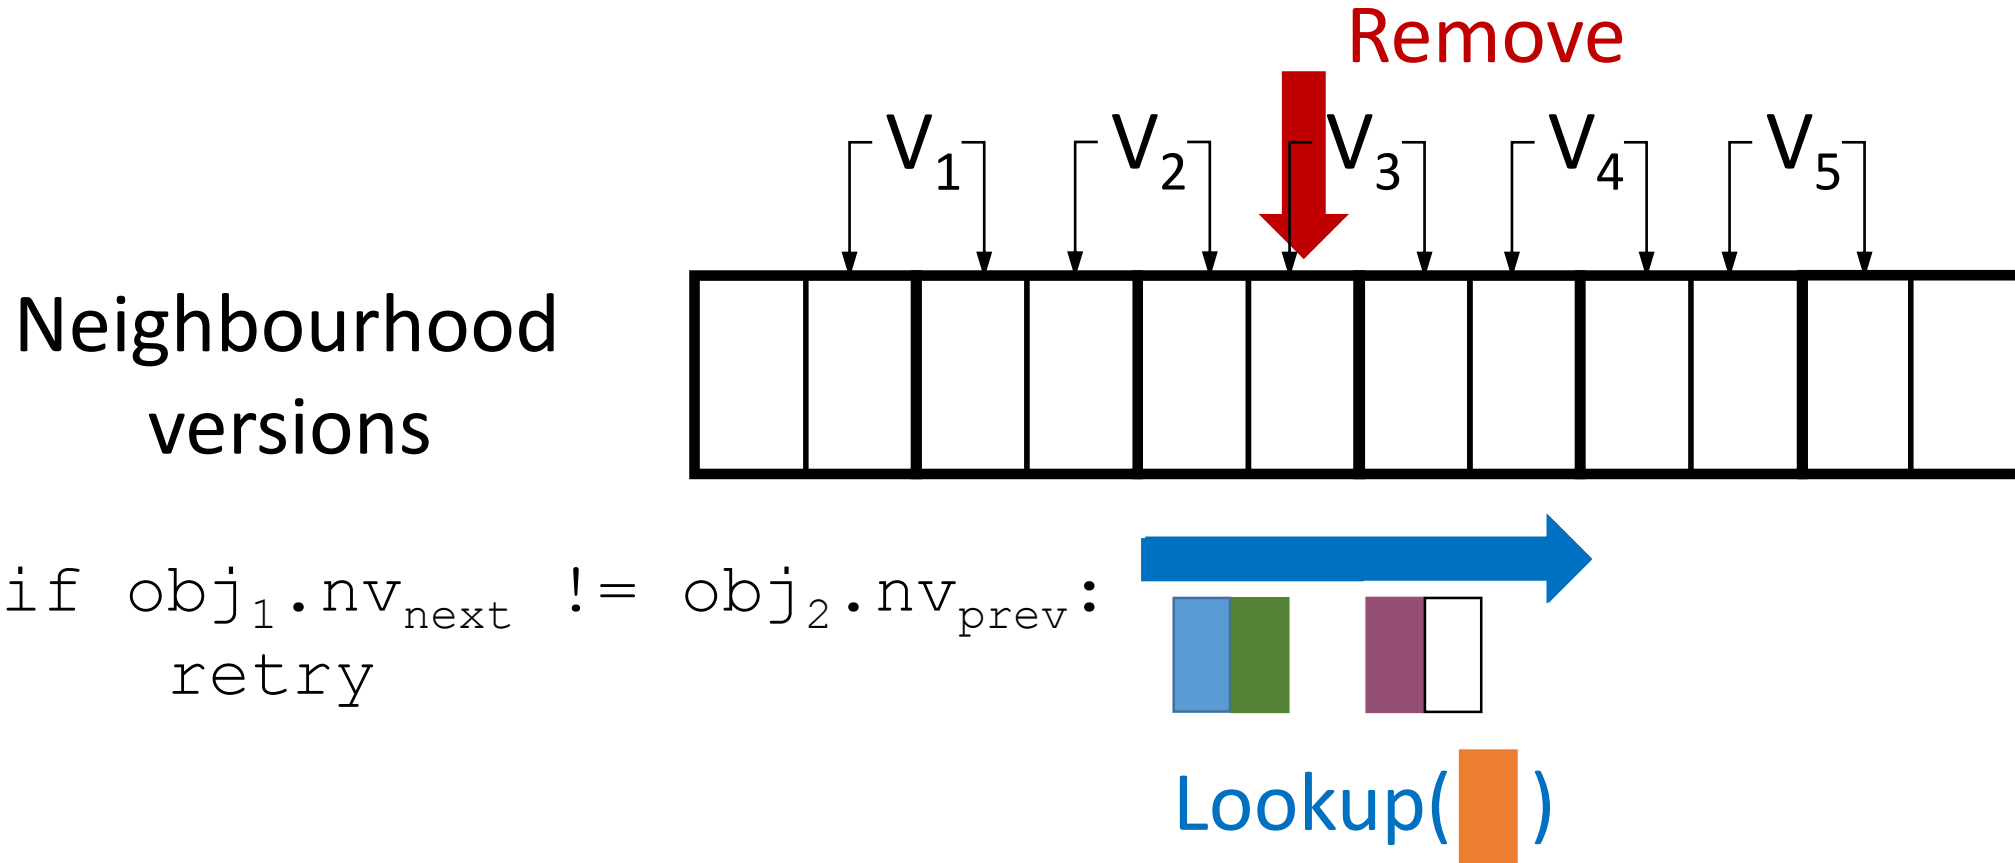 Remove
V1 V2 V3 V4 V5
Neighbourhood
versions
if obj1.nvnext != obj2.nvprev:
retry
Lookup( )